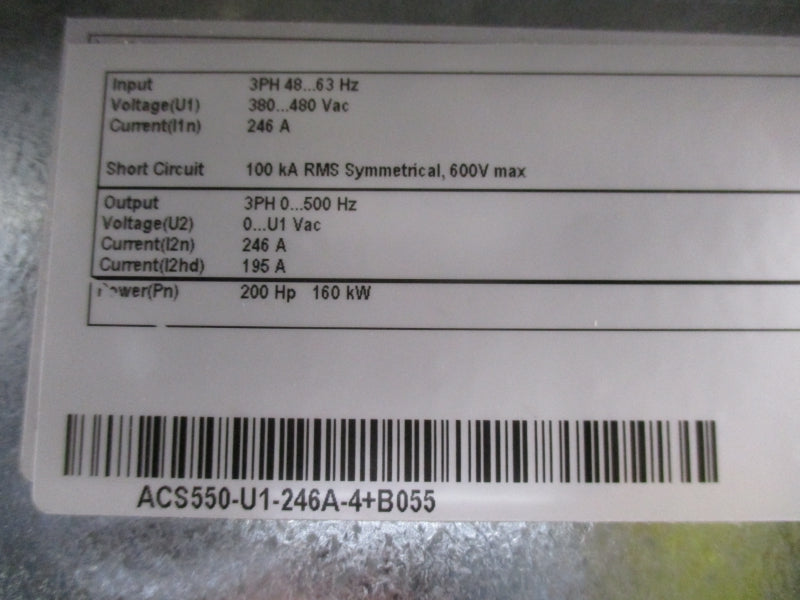 Input 3PH 48...63 Hz
Voltage(U1) 380...480 Vac
Current(I1n) 246 A
Short Circuit 100 kA RMS Symmetrical, 600V max
Output 3PH 0...500 Hz
Voltage(U2) 0...U1 Vac
Current(I2n) 246 A
Current(I2hd) 195 A
Power(Pn) 200 Hp 160 kW
ACS550-U1-246A-4+B055